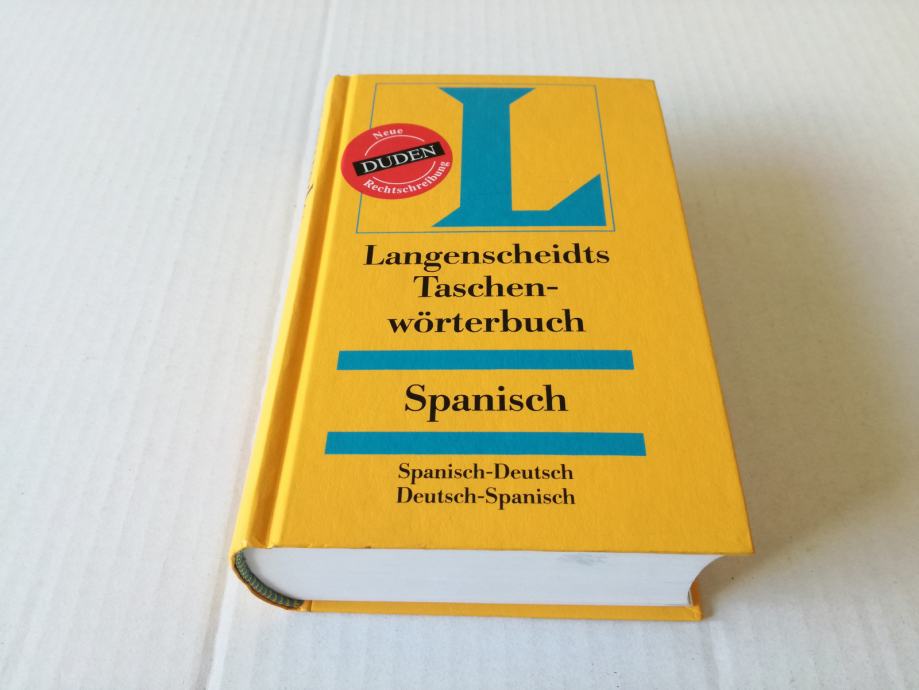 L
Neue
DUDEN
Rechtschreibung
Langenscheidts
Taschen-
wörterbuch
Spanisch
Spanisch-Deutsch
Deutsch-Spanisch